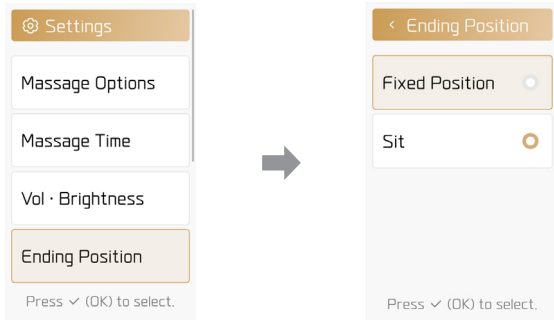 Settings
Massage Options
Massage Time
Vol · Brightness
Ending Position
Press ✓ (OK) to select.
< Ending Position
Fixed Position
Sit
Press ✓ (OK) to select.